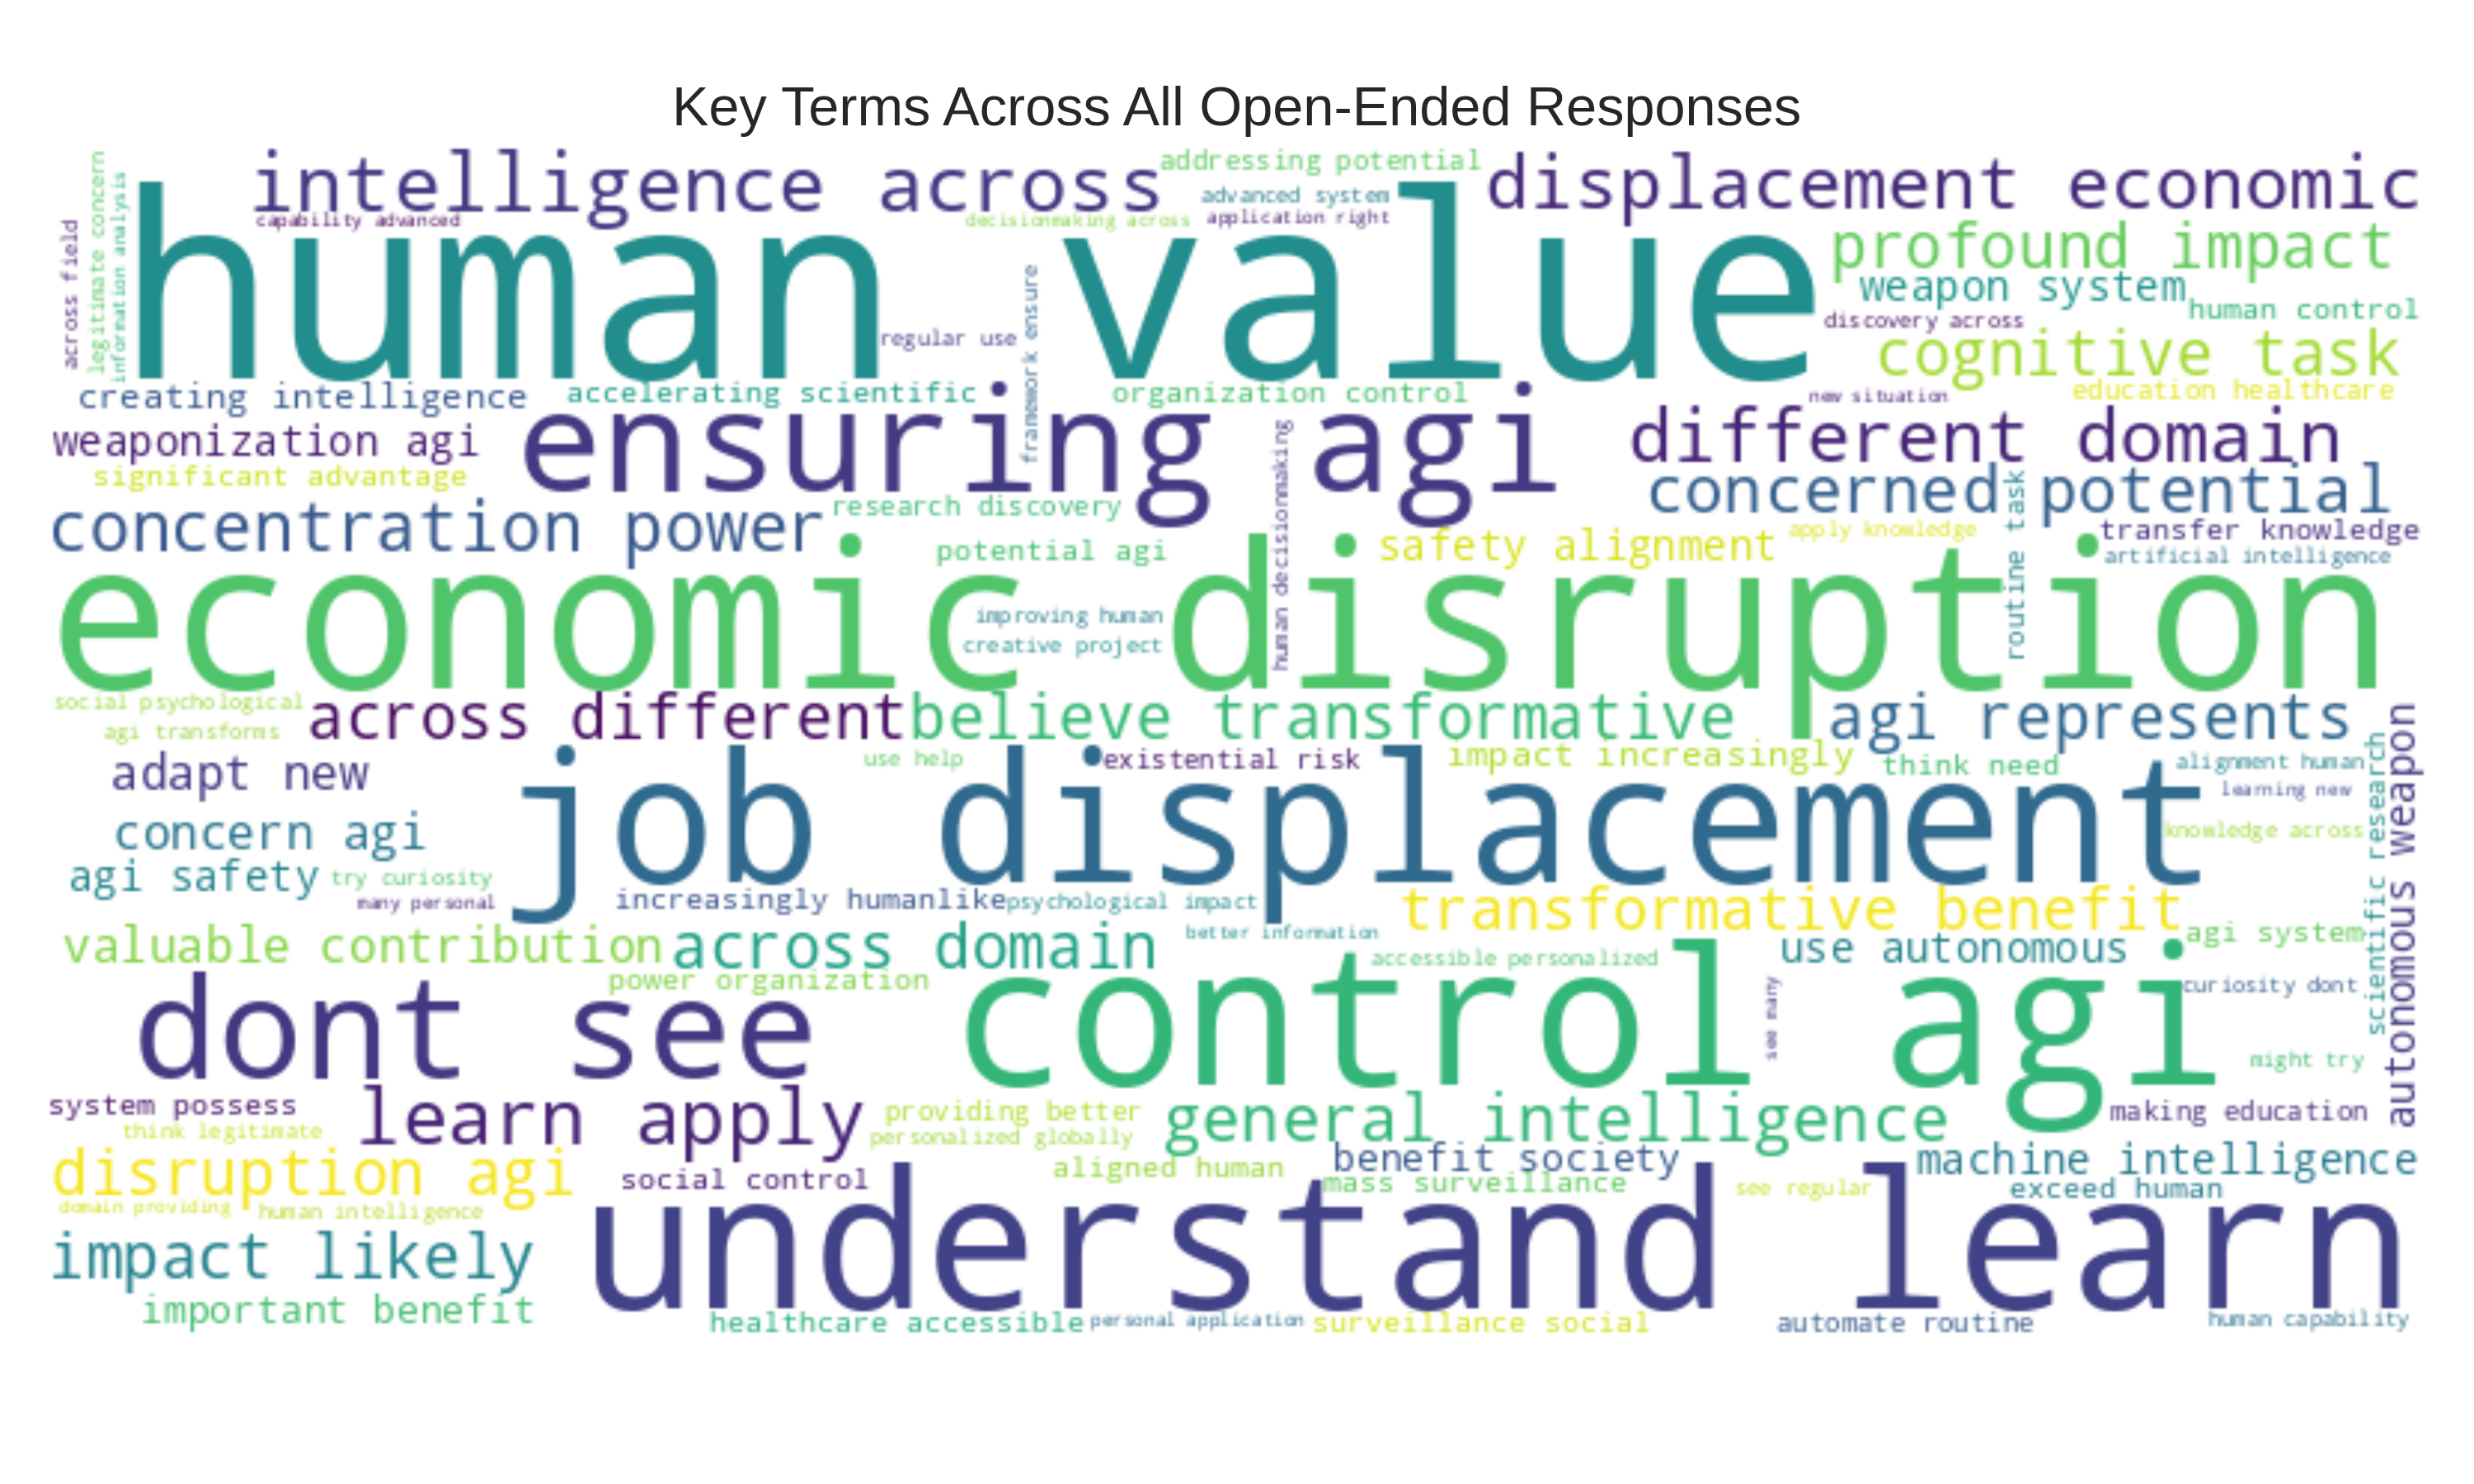 Key Terms Across All Open-Ended Responses
intelligence across
addressing potential
displacement economic
advanced system
capability advanced
decisionmaking across
application right
across field
legitimate concern
information analysis
human value
profound impact
weapon system
human control
discovery across
regular use
framework ensure
cognitive task
creating intelligence
accelerating scientific
organization control
new situation
education healthcare
weaponization agi
ensuring agi
different domain
significant advantage
human decisionmaking
concerned potential
concentration power
research discovery
routine task
safety alignment
apply knowledge
transfer knowledge
potential agi
artificial intelligence
economic disruption
improving human
creative project
social psychological
across different
believe transformative
agi represents
agi transforms
adapt new
use help
existential risk
impact increasingly
think need
alignment human
learning new
scientific research
autonomous weapon
job displacement
concern agi
knowledge across
agi safety
try curiosity
many personal
increasingly humanlike
psychological impact
transformative benefit
valuable contribution
across domain
better information
use autonomous
agi system
power organization
accessible personalized
dont see
control agi
see many
curiosity dont
might try
system possess
learn apply
providing better
general intelligence
making education
think legitimate
personalized globally
disruption agi
social control
aligned human
benefit society
machine intelligence
mass surveillance
see regular
exceed human
domain providing
human intelligence
understand learn
impact likely
important benefit
healthcare accessible
personal application
surveillance social
automate routine
human capability